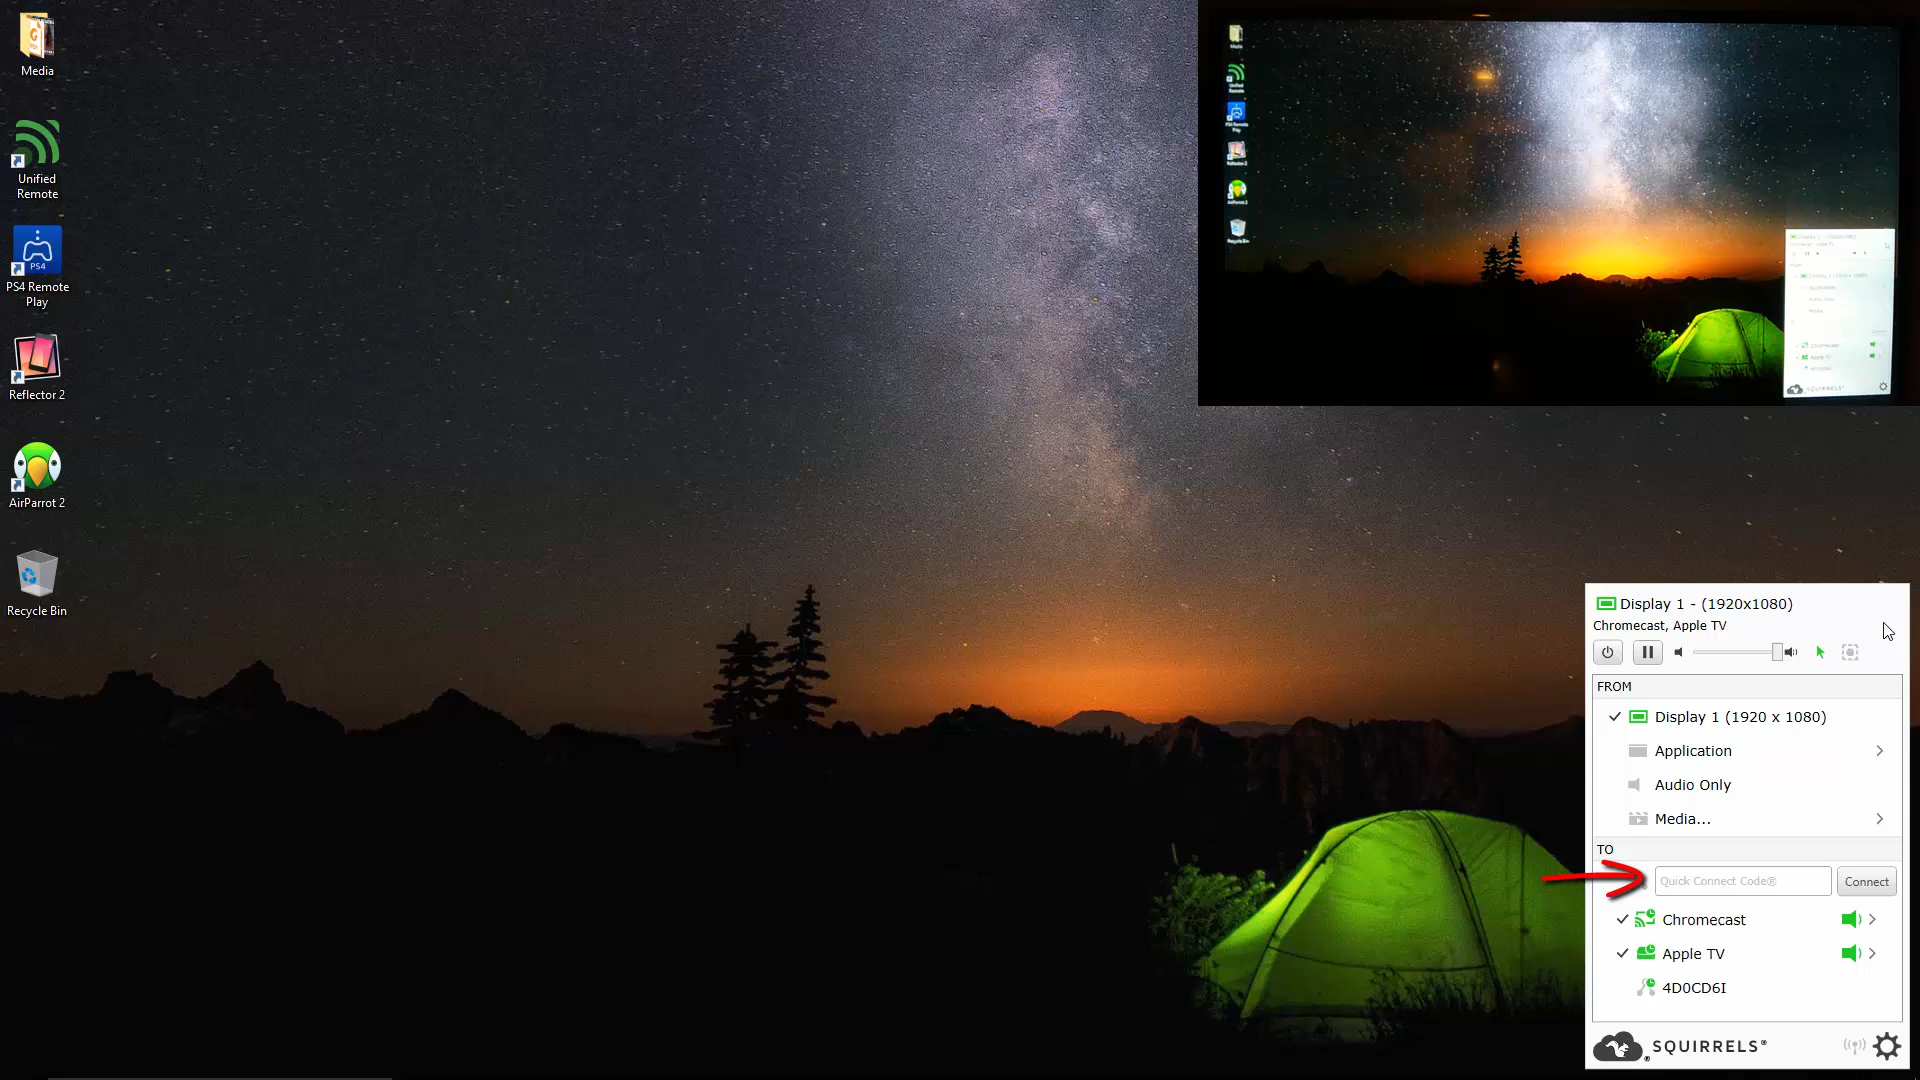 Media
Unified
Remote
PS4
PS4 Remote
Play
Reflector 2
AirParrot 2
Recycle Bin
Display 1 - (1920x1080)
Chromecast, Apple TV
FROM
Display 1 (1920 x 1080)
Application
Audio Only
Media...
TO
Quick Connect Code®
Connect
Chromecast
Apple TV
4D0CD6I
SQUIRRELS®